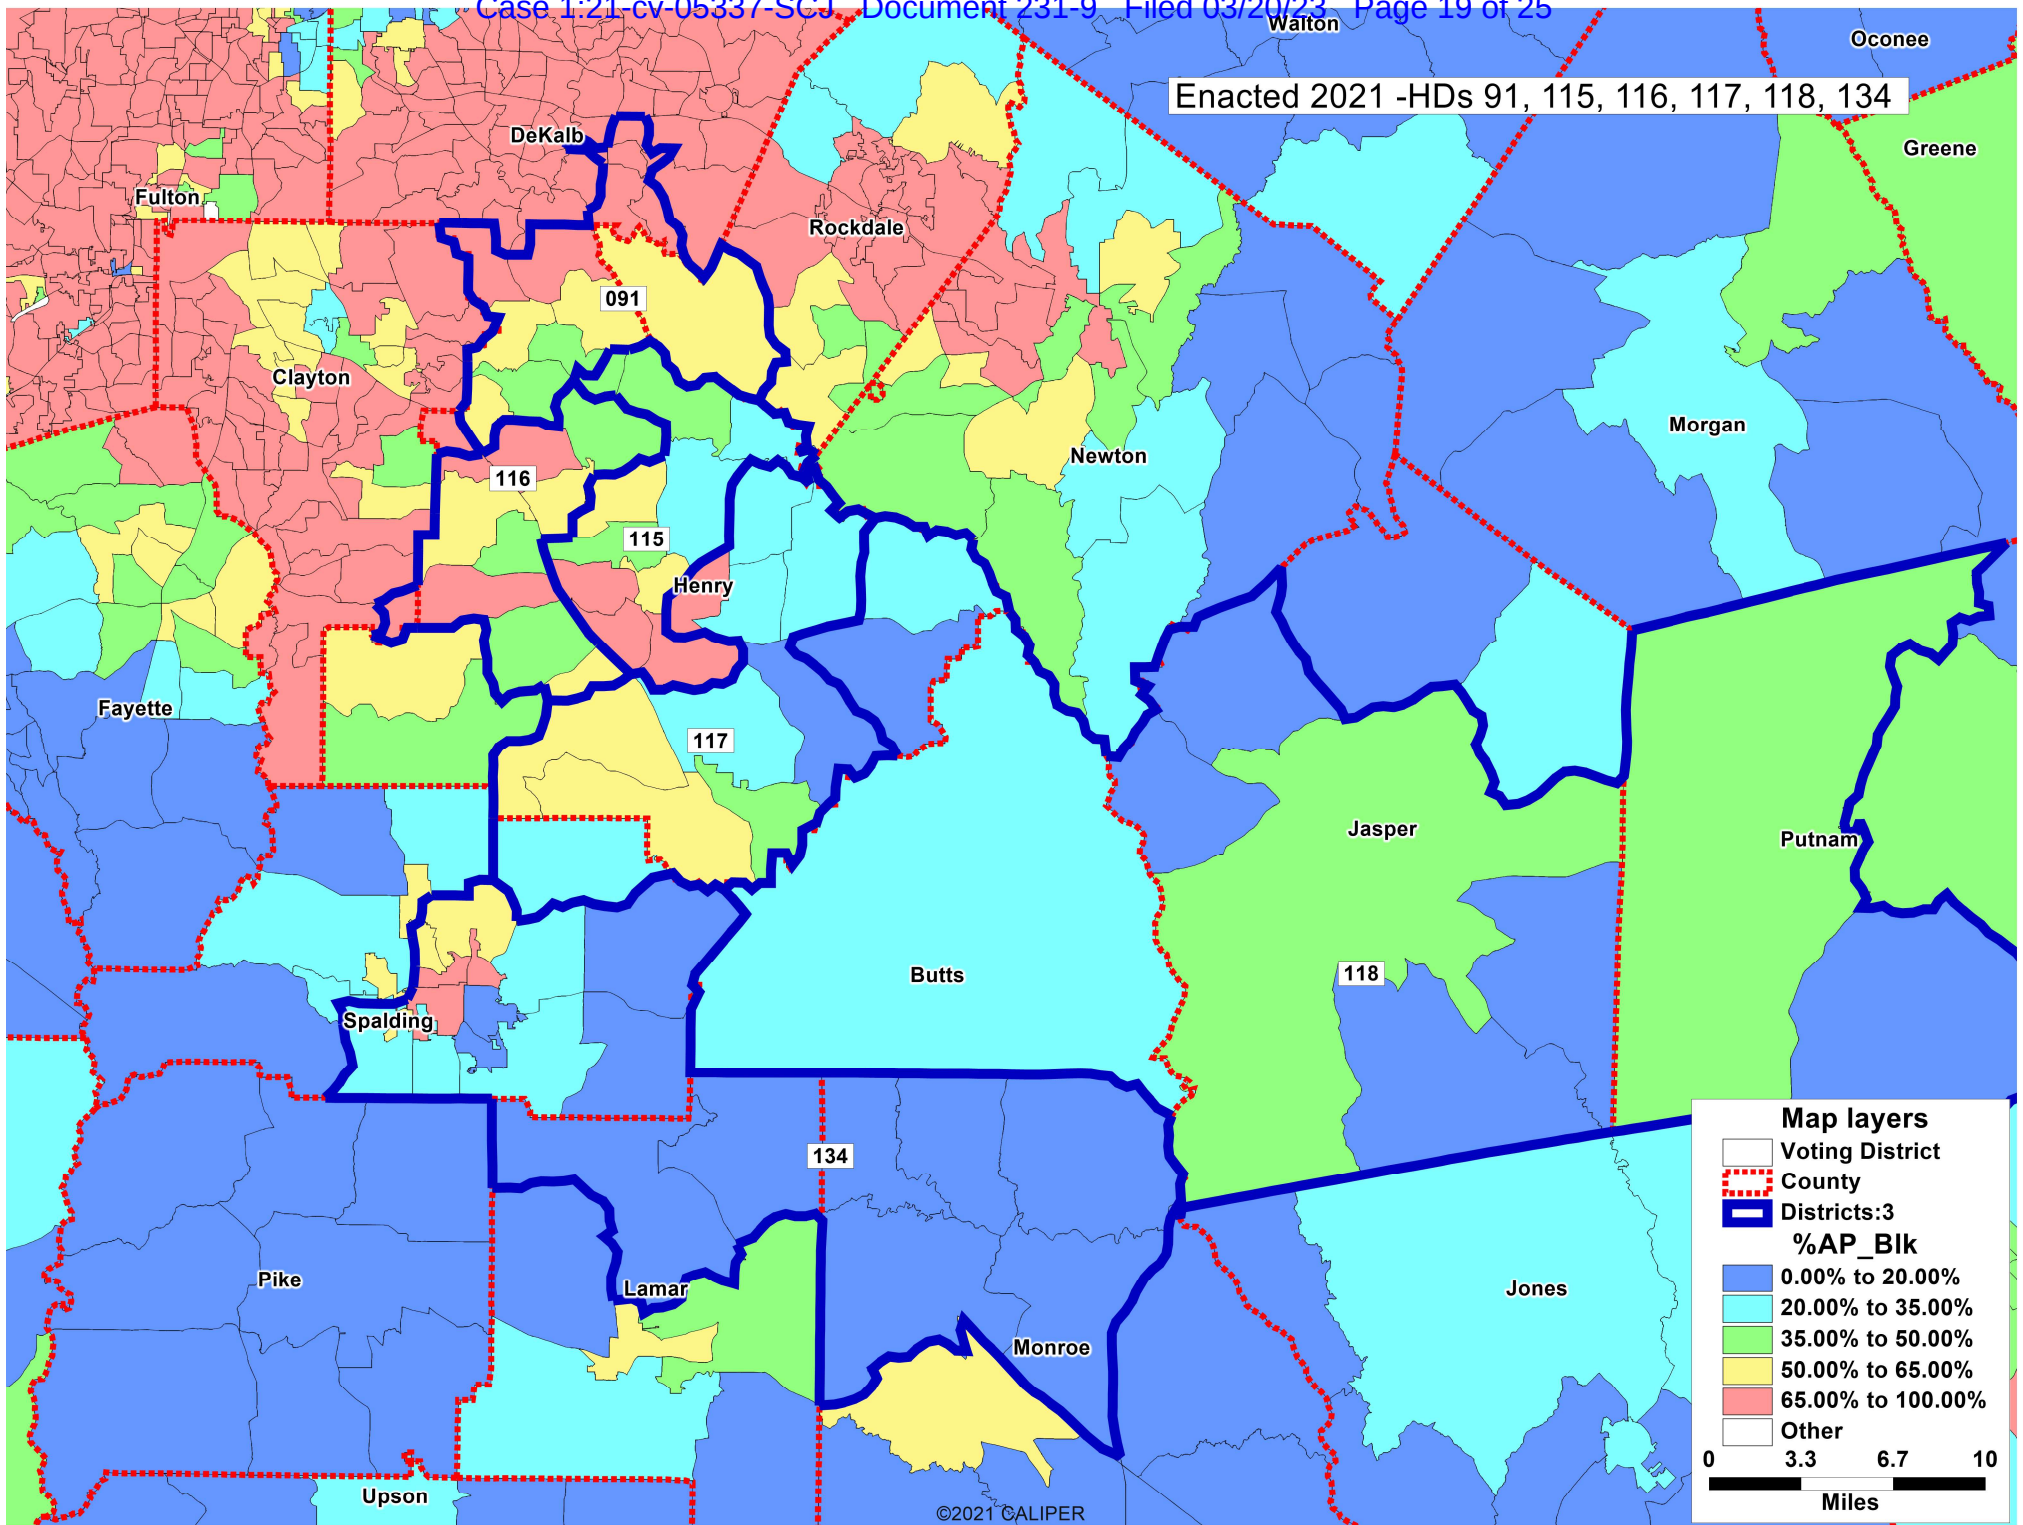 Case 1:21-cv-05337-SCJ Document 231-9 Filed 03/20/23 Page 19 of 25
Walton
Oconee
Enacted 2021 -HDs 91, 115, 116, 117, 118, 134
DeKalb
Greene
Fulton
Rockdale
091
Clayton
Morgan
Newton
116
115
Henry
Fayette
117
Jasper
Putnam
Butts
118
Spalding
134
Pike
Lamar
Jones
Monroe
Upson
©2021 CALIPER
Map layers
Voting District
County
Districts:3
%AP_Blk
0.00% to 20.00%
20.00% to 35.00%
35.00% to 50.00%
50.00% to 65.00%
65.00% to 100.00%
Other
0 3.3 6.7 10
Miles